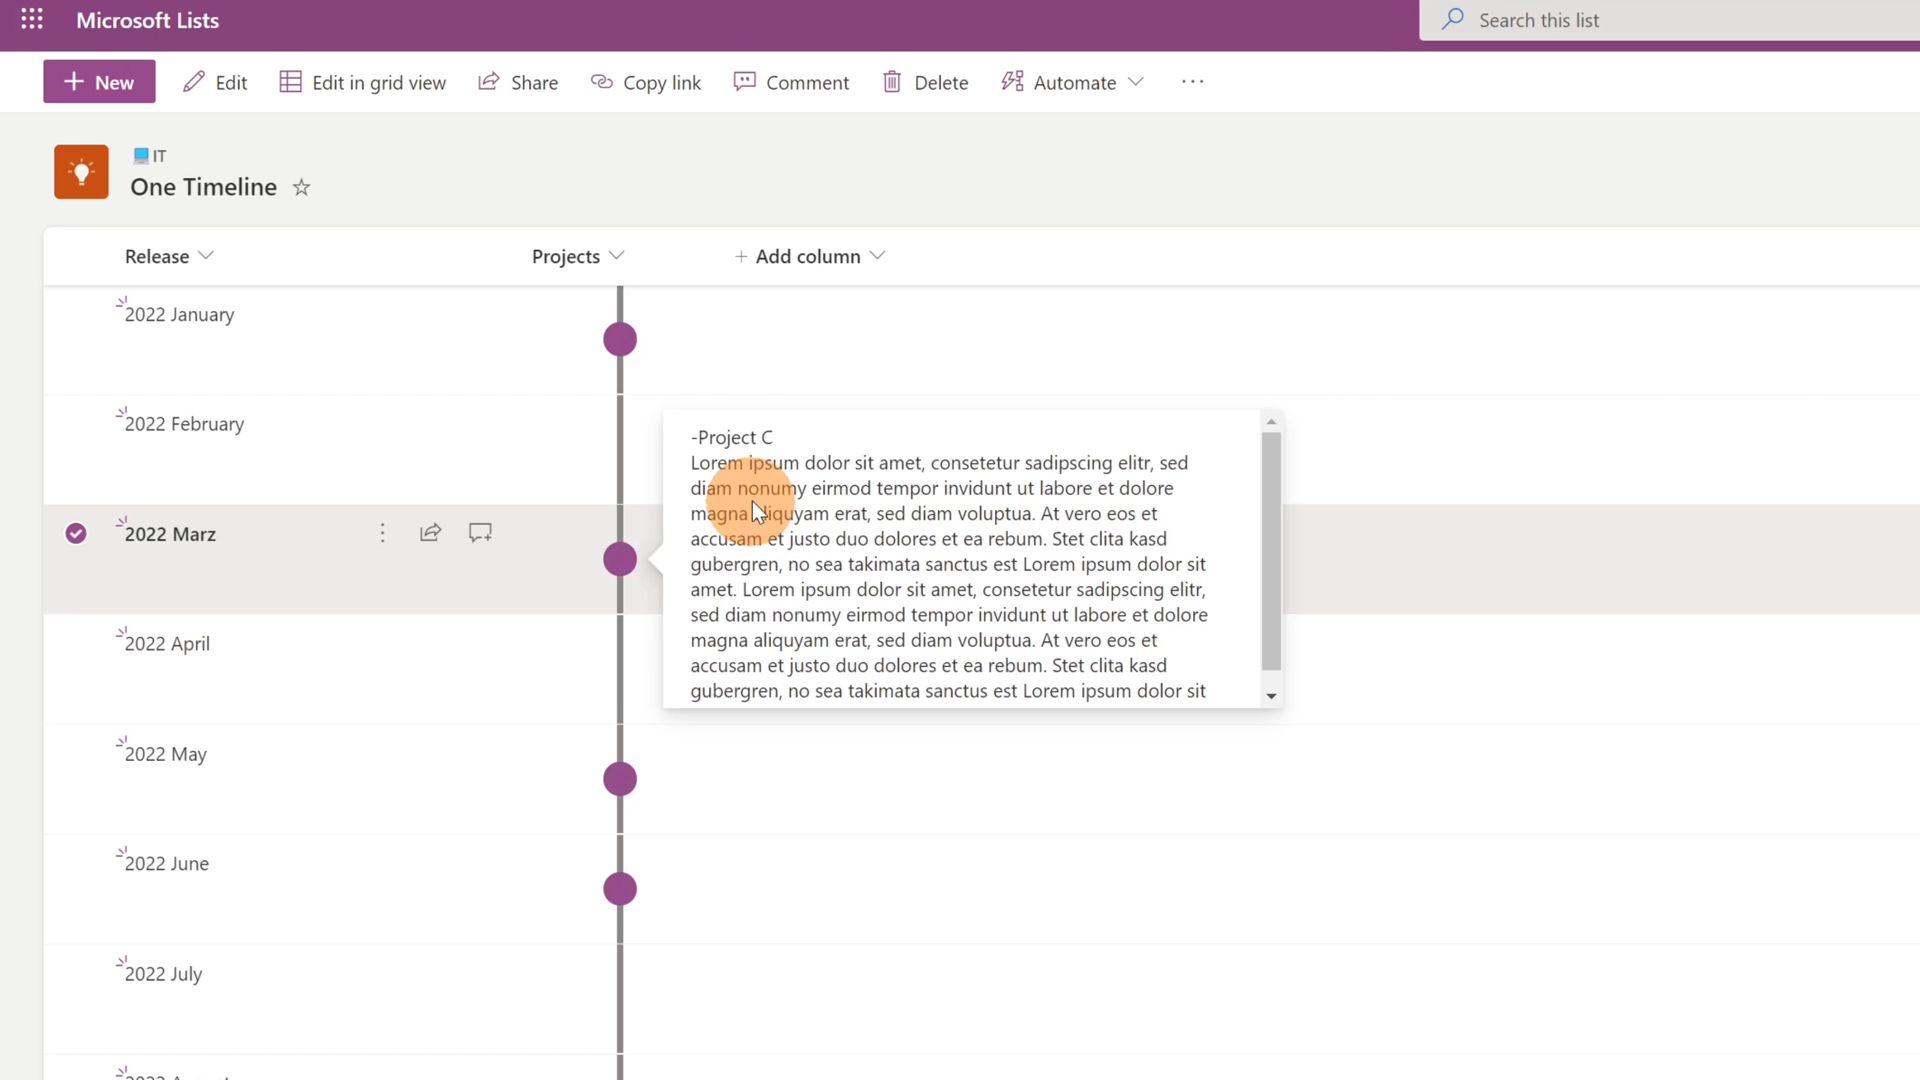 Microsoft Lists
Search this list
New
Edit
Edit in grid view
Share
Copy link
Comment
Delete
Automate
IT
One Timeline
Release
Projects
Add column
2022 January
2022 February
-Project C
Lorem ipsum dolor sit amet, consetetur sadipscing elitr, sed
diam nonumy eirmod tempor invidunt ut labore et dolore
magna aliquyam erat, sed diam voluptua. At vero eos et
accusam et justo duo dolores et ea rebum. Stet clita kasd
gubergren, no sea takimata sanctus est Lorem ipsum dolor sit
amet. Lorem ipsum dolor sit amet, consetetur sadipscing elitr,
sed diam nonumy eirmod tempor invidunt ut labore et dolore
magna aliquyam erat, sed diam voluptua. At vero eos et
accusam et justo duo dolores et ea rebum. Stet clita kasd
gubergren, no sea takimata sanctus est Lorem ipsum dolor sit
2022 Marz
2022 April
2022 May
2022 June
2022 July